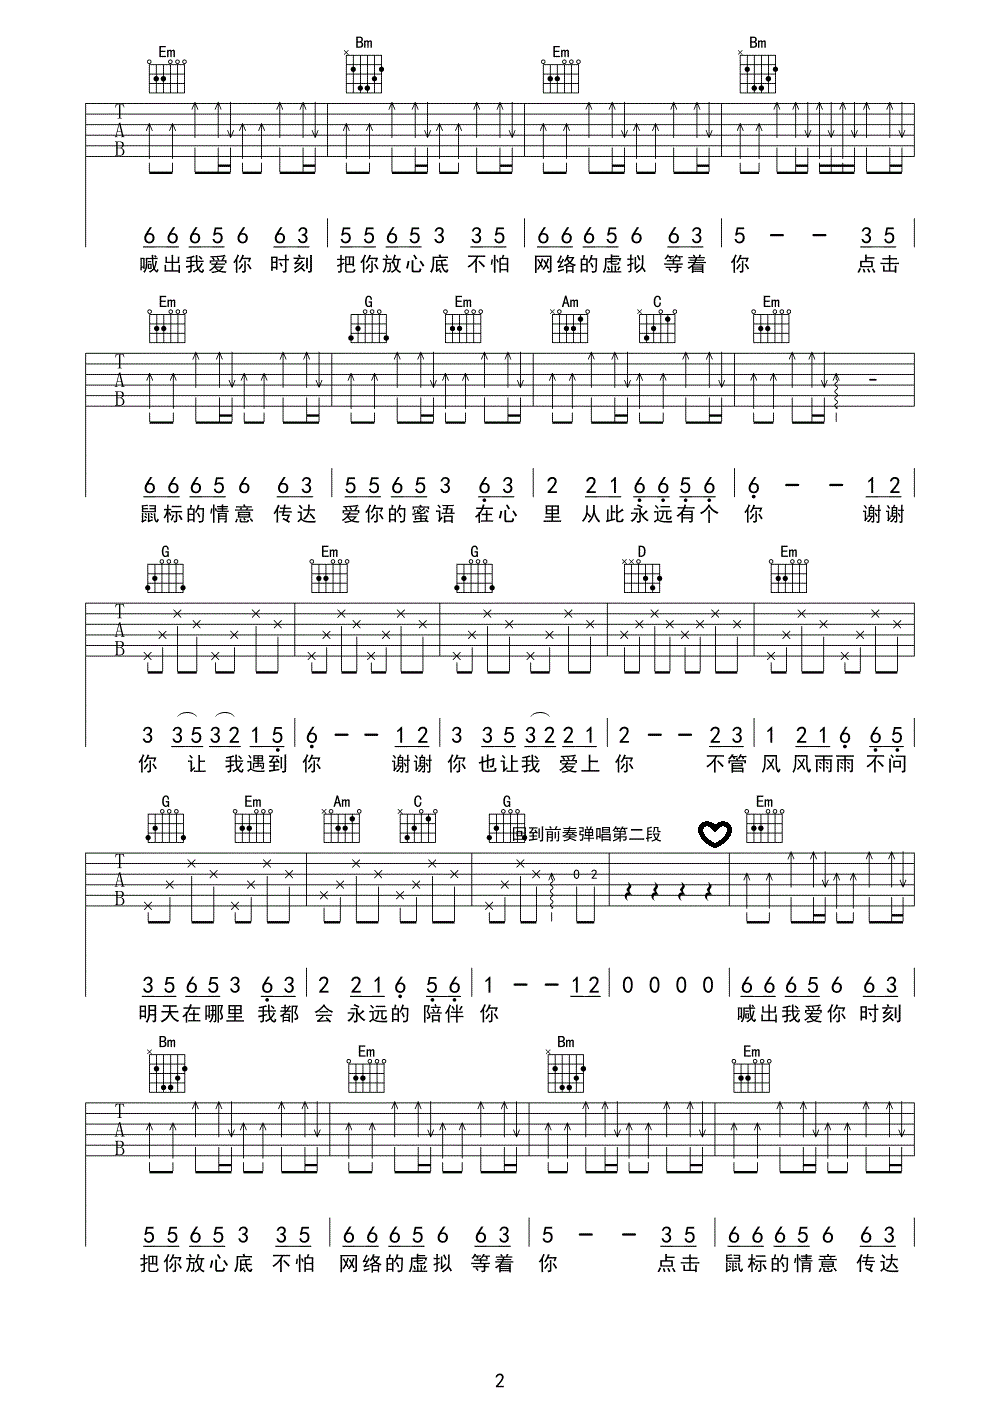 Em Bm Em Bm
T
A
B
6 6 6 5 6 6 3 5 5 6 5 3 3 5 6 6 6 5 6 6 3 5 - - 3 5
喊出我爱你 时刻 把你放心底 不怕 网络的虚拟 等着 你 点击
Em G Em Am C Em
T
A
B
-
6 6 6 5 6 6 3 5 5 6 5 3 6 3 2 2 1 6 6 5 6 6 - - 1 2
鼠标的情意 传达 爱你的蜜语 在心 里 从此永远有个 你 谢谢
G Em G D Em
T
A
B
3 3 5 3 2 1 5 6 - - 1 2 3 3 5 3 2 2 1 2 - - 2 3 1 2 1 6 6 5
你 让 我遇到 你 谢谢 你 也让我 爱上 你 不管 风 风雨雨 不问
G Em Am C G 回到前奏弹唱第二段 Em
T
A
B
0 2
3 5 6 5 3 6 3 2 2 1 6 5 6 1 - - 1 2 0 0 0 0 6 6 6 5 6 6 3
明天在哪里 我都 会 永远的 陪伴 你 喊出我爱你 时刻
Bm Em Bm Em
T
A
B
5 5 6 5 3 3 5 6 6 6 5 6 6 3 5 - - 3 5 6 6 6 5 6 6 3
把你放心底 不怕 网络的虚拟 等着 你 点击 鼠标的情意 传达
2